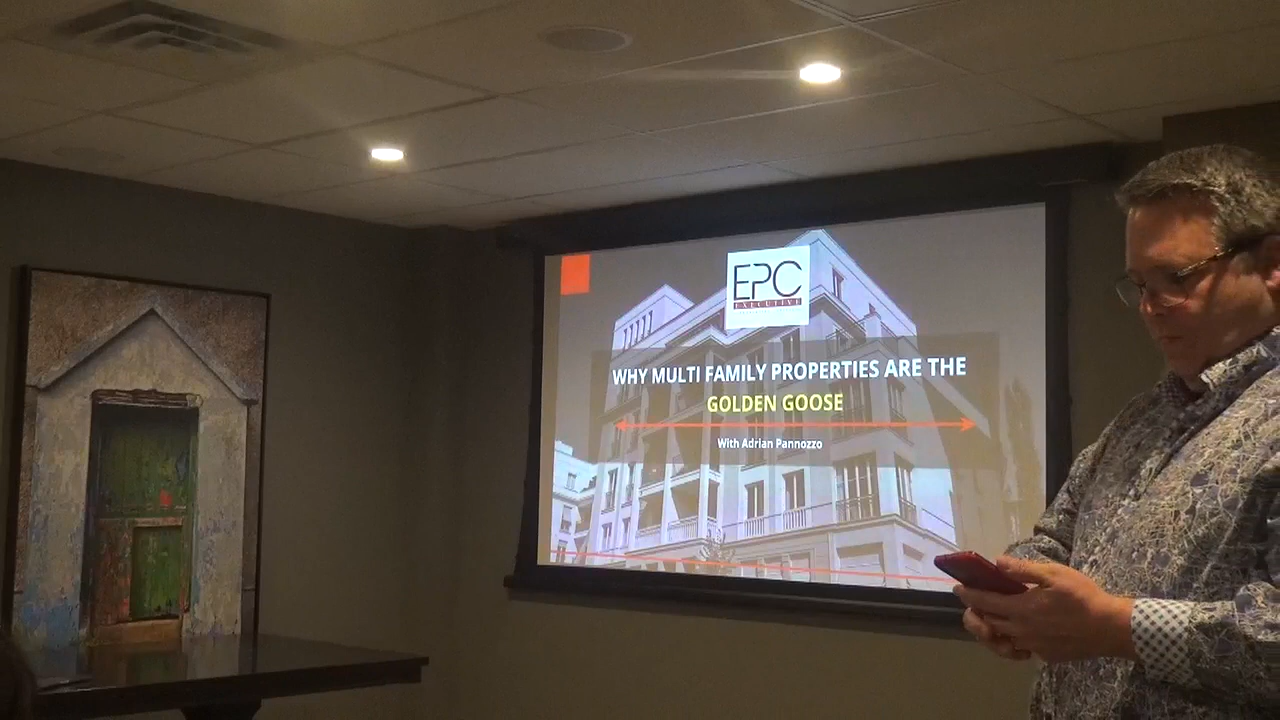 EPC
EXECUTIVE
WHY MULTI FAMILY PROPERTIES ARE THE
GOLDEN GOOSE
With Adrian Pannozzo